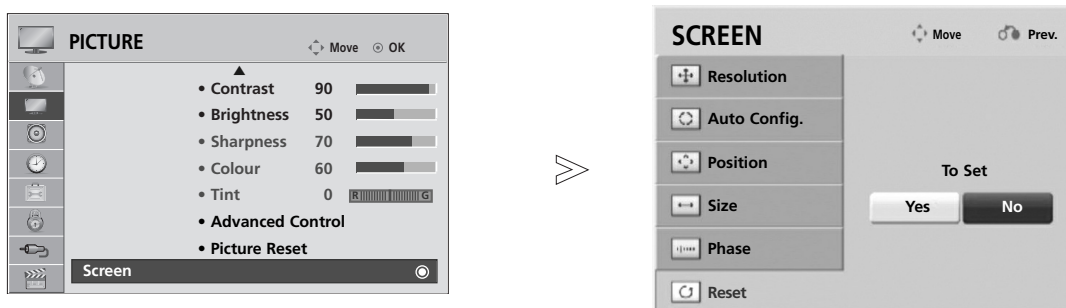 PICTURE
Move OK
• Contrast 90
• Brightness 50
• Sharpness 70
• Colour 60
• Tint 0 R G
• Advanced Control
• Picture Reset
Screen
SCREEN
Move Prev.
Resolution
Auto Config.
Position
Size
Phase
Reset
To Set
Yes No